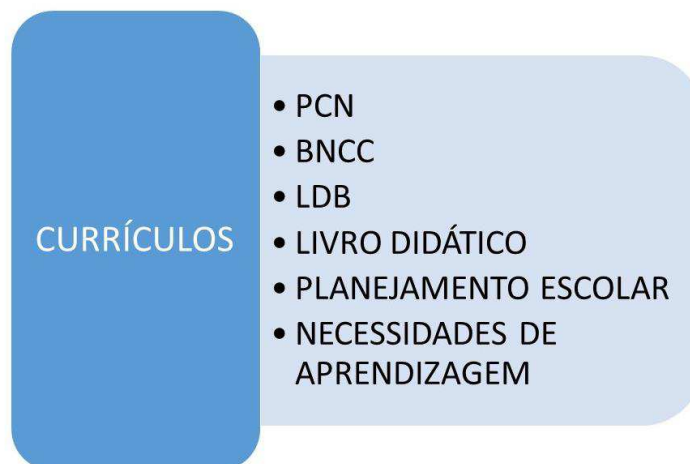 CURRÍCULOS
• PCN
• BNCC
• LDB
• LIVRO DIDÁTICO
• PLANEJAMENTO ESCOLAR
• NECESSIDADES DE
APRENDIZAGEM